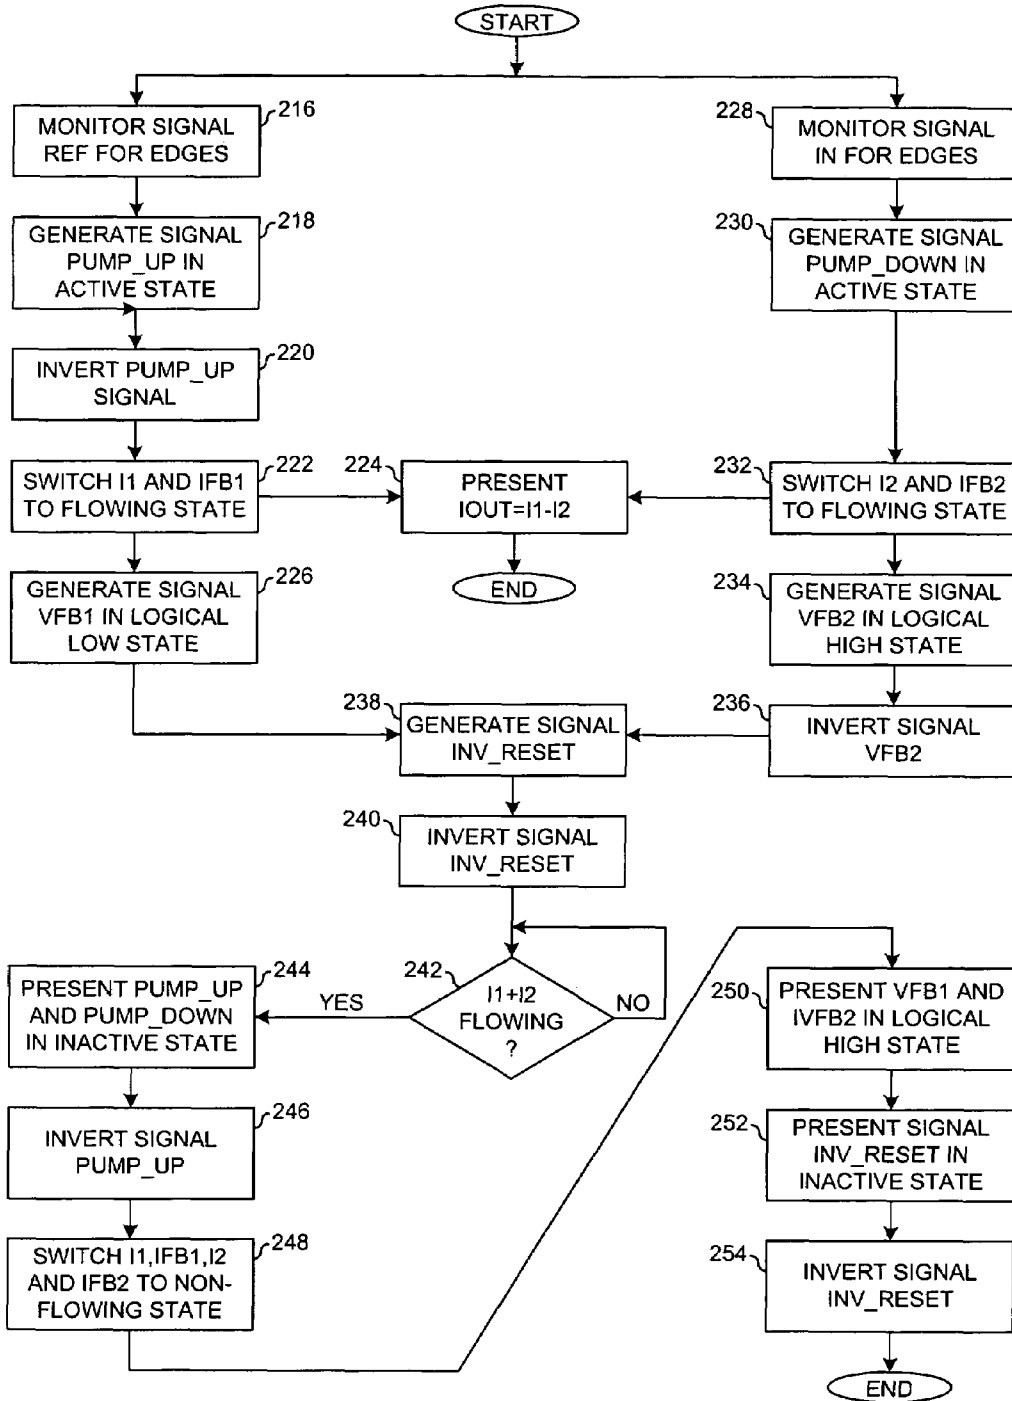 START
216
MONITOR SIGNAL
REF FOR EDGES
228
MONITOR SIGNAL
IN FOR EDGES
218
GENERATE SIGNAL
PUMP_UP IN
ACTIVE STATE
230
GENERATE SIGNAL
PUMP_DOWN IN
ACTIVE STATE
220
INVERT PUMP_UP
SIGNAL
222
SWITCH I1 AND IFB1
TO FLOWING STATE
224
PRESENT
IOUT=I1-I2
232
SWITCH I2 AND IFB2
TO FLOWING STATE
END
226
GENERATE SIGNAL
VFB1 IN LOGICAL
LOW STATE
234
GENERATE SIGNAL
VFB2 IN LOGICAL
HIGH STATE
238
GENERATE SIGNAL
INV_RESET
236
INVERT SIGNAL
VFB2
240
INVERT SIGNAL
INV_RESET
242
I1+I2
FLOWING
?
YES
NO
244
PRESENT PUMP_UP
AND PUMP_DOWN
IN INACTIVE STATE
246
INVERT SIGNAL
PUMP_UP
248
SWITCH I1,IFB1,I2
AND IFB2 TO NON-
FLOWING STATE
250
PRESENT VFB1 AND
IVFB2 IN LOGICAL
HIGH STATE
252
PRESENT SIGNAL
INV_RESET IN
INACTIVE STATE
254
INVERT SIGNAL
INV_RESET
END